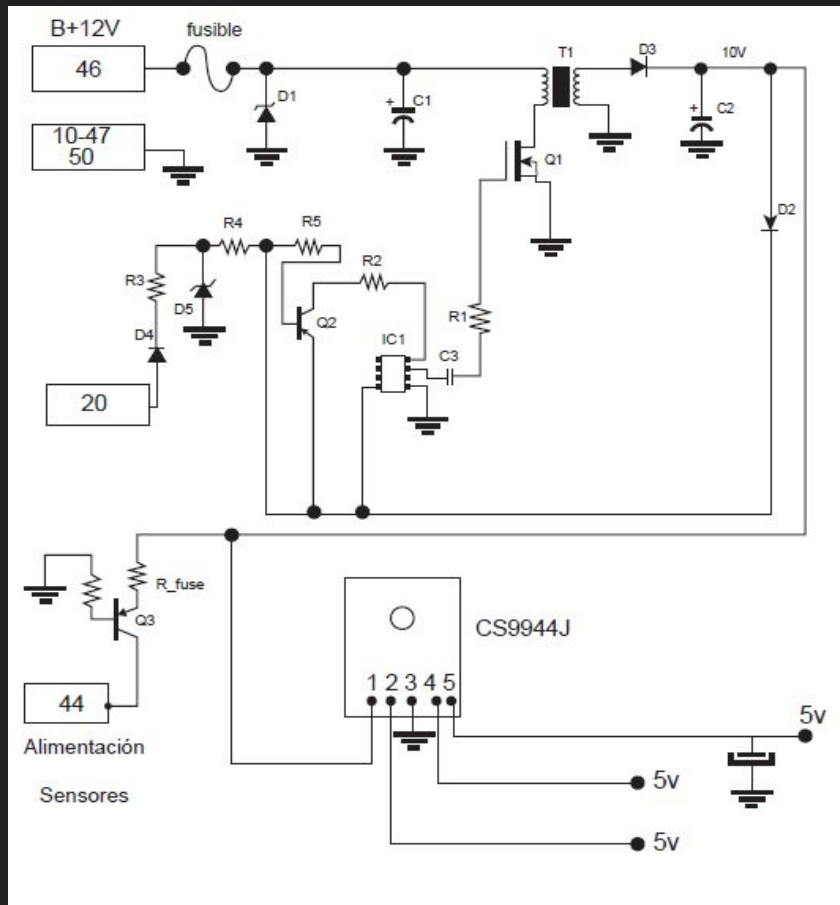 B+12V
fusible
46
D1
C1
+
T1
D3
10V
+
C2
10-47
50
Q1
D2
R4
R5
R3
D5
R2
D4
Q2
R1
IC1
C3
20
R_fuse
Q3
CS9944J
44
1 2 3 4 5
5v
Alimentación
Sensores
5v
5v